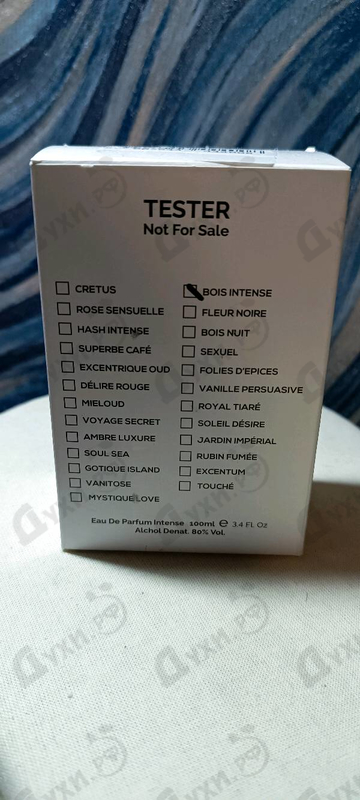 TESTER
Not For Sale
CRETUS
ROSE SENSUELLE
HASH INTENSE
SUPERBE CAFÉ
EXCENTRIQUE OUD
DÉLIRE ROUGE
MIELOUD
VOYAGE SECRET
AMBRE LUXURE
SOUL SEA
GOTIQUE ISLAND
VANITOSE
MYSTIQUE LOVE
BOIS INTENSE
FLEUR NOIRE
BOIS NUIT
SEXUEL
FOLIES D'EPICES
VANILLE PERSUASIVE
ROYAL TIARÉ
SOLEIL DÉSIRE
JARDIN IMPÉRIAL
RUBIN FUMÉE
EXCENTUM
TOUCHÉ
Eau De Parfum Intense 100ml ℮ 3.4 Fl. Oz
Alchol Denat. 80% Vol.
Духи.рф